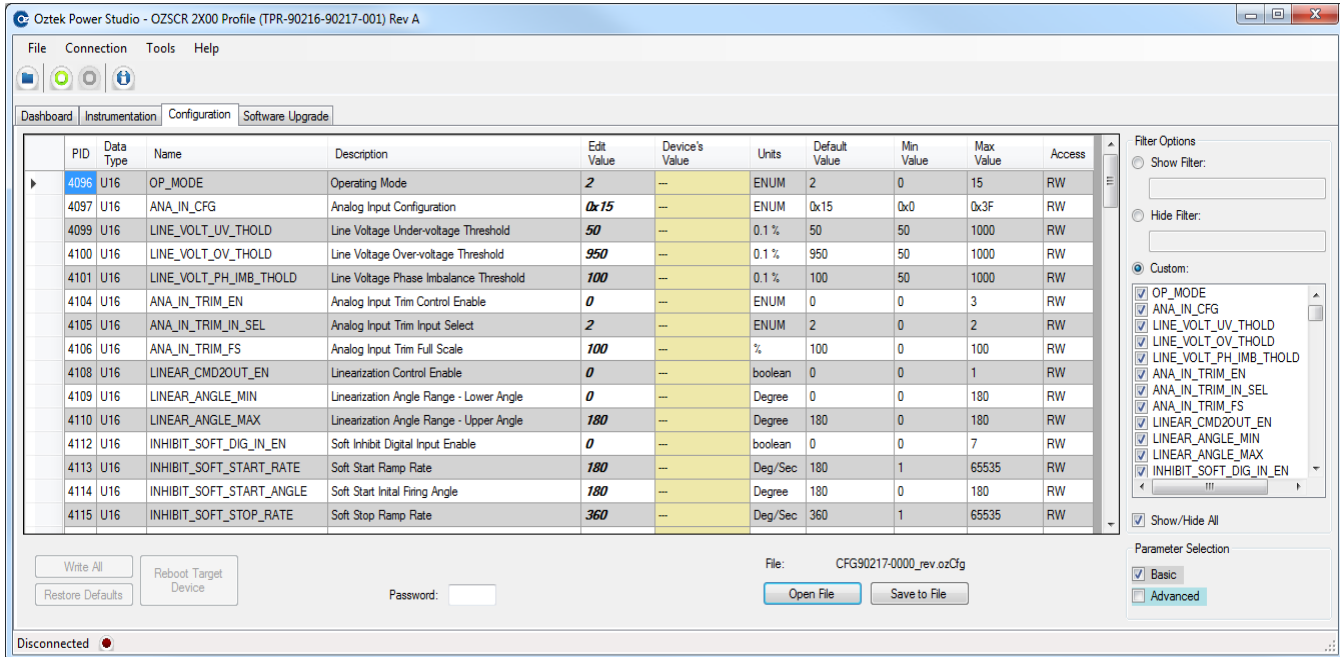 Oztek Power Studio - OZSCR 2X00 Profile (TPR-90216-90217-001) Rev A
File Connection Tools Help
Dashboard Instrumentation Configuration Software Upgrade
PID Data Type Name Description Edit Value Device's Value Units Default Value Min Value Max Value Access
4096 U16 OP_MODE Operating Mode 2 --- ENUM 2 0 15 RW
4097 U16 ANA_IN_CFG Analog Input Configuration 0x15 --- ENUM 0x15 0x0 0x3F RW
4099 U16 LINE_VOLT_UV_THOLD Line Voltage Under-voltage Threshold 50 --- 0.1 % 50 50 1000 RW
4100 U16 LINE_VOLT_OV_THOLD Line Voltage Over-voltage Threshold 950 --- 0.1 % 950 50 1000 RW
4101 U16 LINE_VOLT_PH_IMB_THOLD Line Voltage Phase Imbalance Threshold 100 --- 0.1 % 100 50 1000 RW
4104 U16 ANA_IN_TRIM_EN Analog Input Trim Control Enable 0 --- ENUM 0 0 3 RW
4105 U16 ANA_IN_TRIM_IN_SEL Analog Input Trim Input Select 2 --- ENUM 2 0 2 RW
4106 U16 ANA_IN_TRIM_FS Analog Input Trim Full Scale 100 --- % 100 0 100 RW
4108 U16 LINEAR_CMD2OUT_EN Linearization Control Enable 0 --- boolean 0 0 1 RW
4109 U16 LINEAR_ANGLE_MIN Linearization Angle Range - Lower Angle 0 --- Degree 0 0 180 RW
4110 U16 LINEAR_ANGLE_MAX Linearization Angle Range - Upper Angle 180 --- Degree 180 0 180 RW
4112 U16 INHIBIT_SOFT_DIG_IN_EN Soft Inhibit Digital Input Enable 0 --- boolean 0 0 7 RW
4113 U16 INHIBIT_SOFT_START_RATE Soft Start Ramp Rate 180 --- Deg/Sec 180 1 65535 RW
4114 U16 INHIBIT_SOFT_START_ANGLE Soft Start Inital Firing Angle 180 --- Degree 180 0 180 RW
4115 U16 INHIBIT_SOFT_STOP_RATE Soft Stop Ramp Rate 360 --- Deg/Sec 360 1 65535 RW
Filter Options
Show Filter:
Hide Filter:
Custom:
OP_MODE
ANA_IN_CFG
LINE_VOLT_UV_THOLD
LINE_VOLT_OV_THOLD
LINE_VOLT_PH_IMB_THOLD
ANA_IN_TRIM_EN
ANA_IN_TRIM_IN_SEL
ANA_IN_TRIM_FS
LINEAR_CMD2OUT_EN
LINEAR_ANGLE_MIN
LINEAR_ANGLE_MAX
INHIBIT_SOFT_DIG_IN_EN
Show/Hide All
Parameter Selection
Basic
Advanced
Write All
Restore Defaults
Reboot Target Device
Password:
File: CFG90217-0000_rev.ozCfg
Open File Save to File
Disconnected